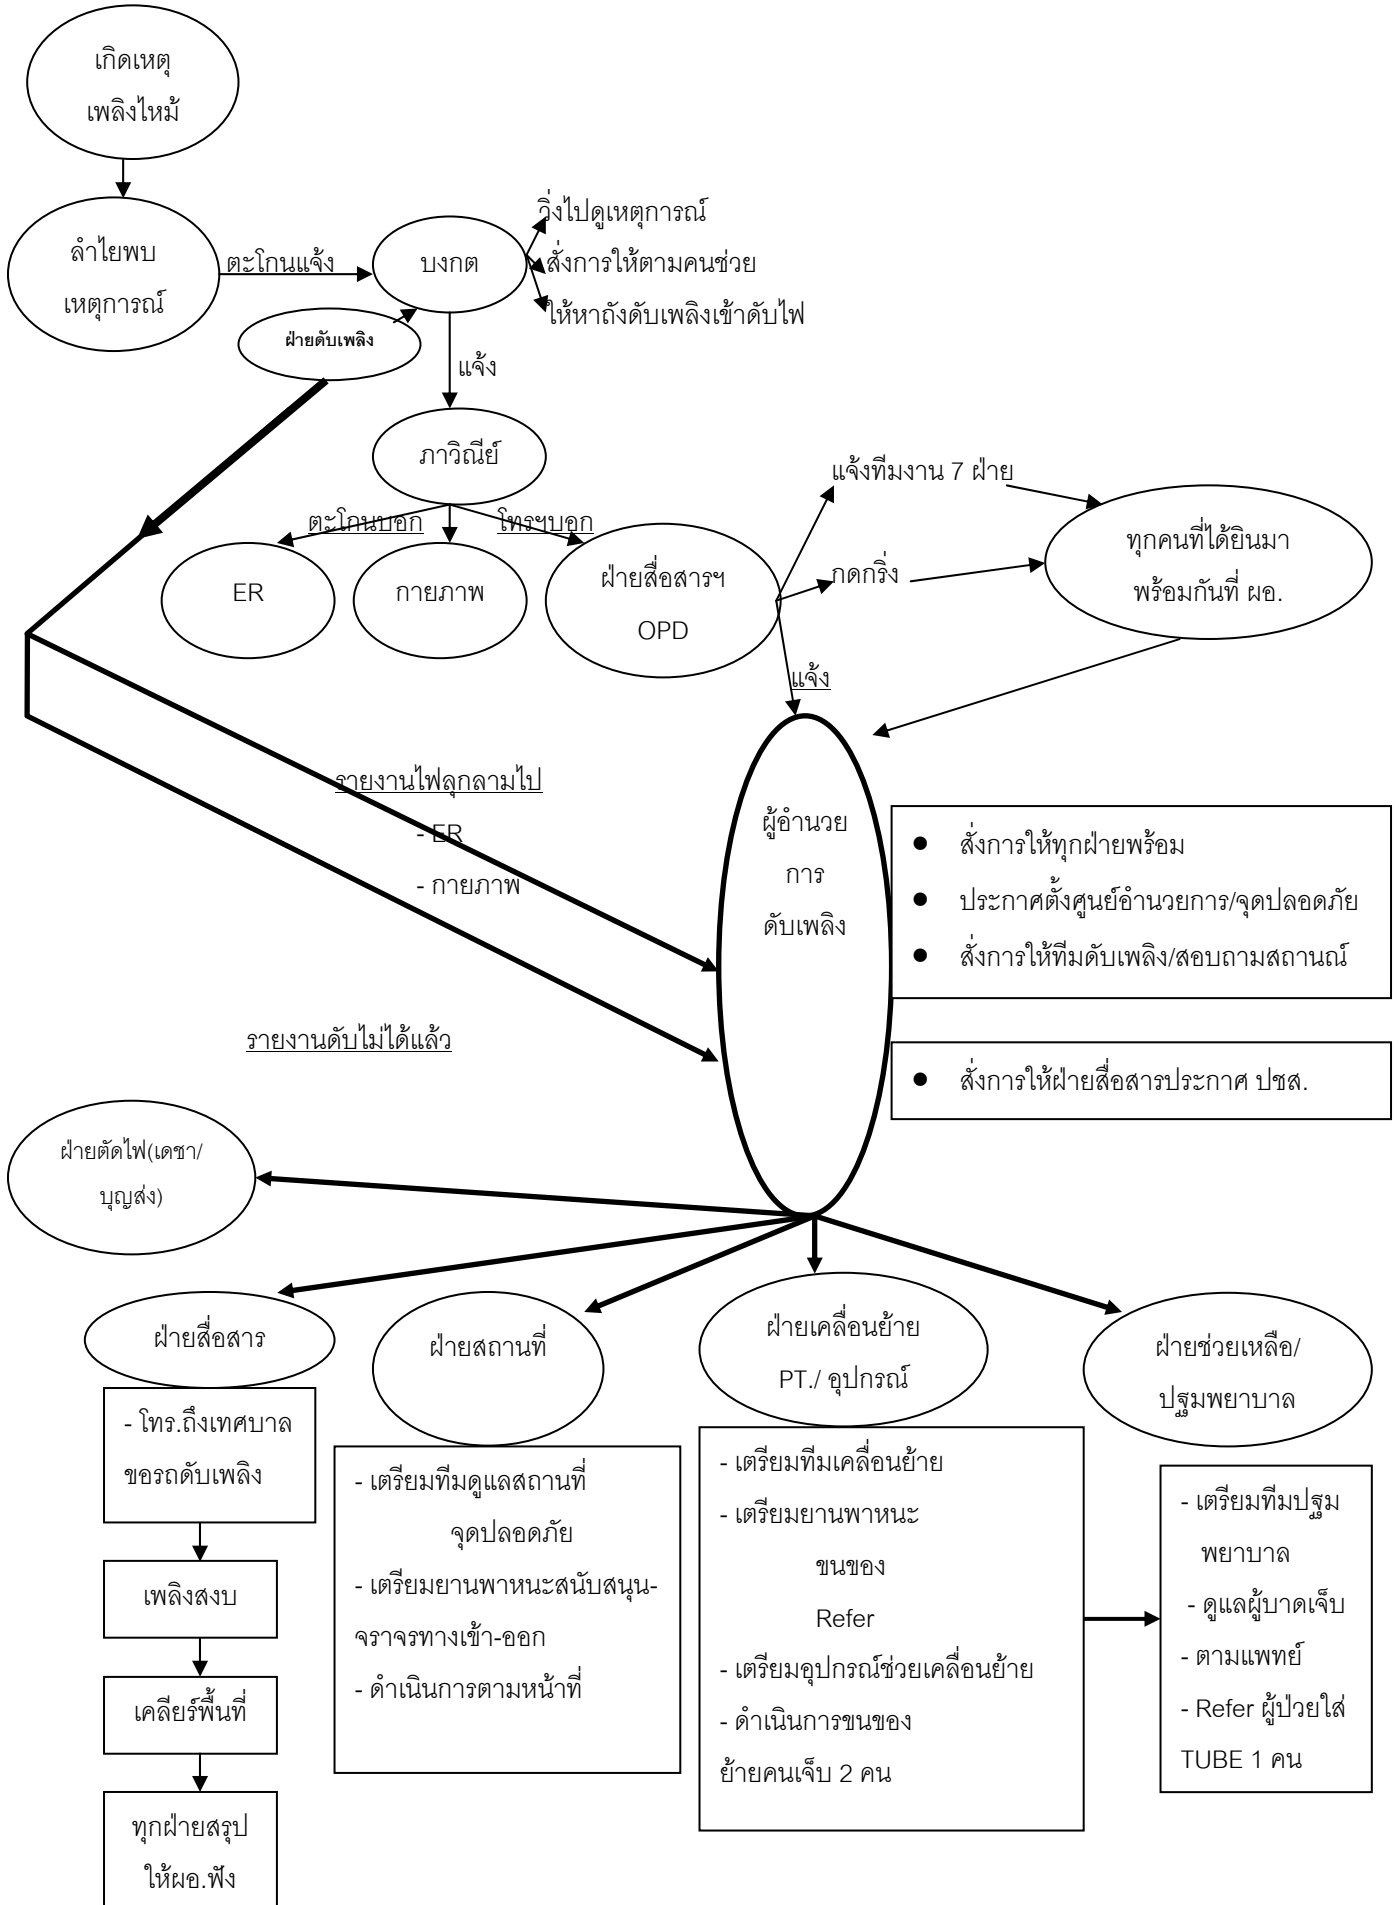 เกิดเหตุ
เพลิงไหม้
ลำไยพบ
เหตุการณ์
ตะโกนแจ้ง
บงกต
วิ่งไปดูเหตุการณ์
สั่งการให้ตามคนช่วย
ให้หาถังดับเพลิงเข้าดับไฟ
ฝ่ายดับเพลิง
แจ้ง
ภาวิณีย์
ตะโกนบอก
โทรฯบอก
ER
กายภาพ
ฝ่ายสื่อสารฯ
OPD
แจ้งทีมงาน 7 ฝ่าย
กดกริ่ง
แจ้ง
ทุกคนที่ได้ยินมา
พร้อมกันที่ ผอ.
รายงานไฟลุกลามไป
- ER
- กายภาพ
ผู้อำนวย
การ
ดับเพลิง
● สั่งการให้ทุกฝ่ายพร้อม
● ประกาศตั้งศูนย์อำนวยการ/จุดปลอดภัย
● สั่งการให้ทีมดับเพลิง/สอบถามสถานณ์
รายงานดับไม่ได้แล้ว
● สั่งการให้ฝ่ายสื่อสารประกาศ ปชส.
ฝ่ายตัดไฟ(เดชา/
บุญส่ง)
ฝ่ายสื่อสาร
- โทร.ถึงเทศบาล
ขอรถดับเพลิง
เพลิงสงบ
เคลียร์พื้นที่
ทุกฝ่ายสรุป
ให้ผอ.ฟัง
ฝ่ายสถานที่
- เตรียมทีมดูแลสถานที่
จุดปลอดภัย
- เตรียมยานพาหนะสนับสนุน-
จราจรทางเข้า-ออก
- ดำเนินการตามหน้าที่
ฝ่ายเคลื่อนย้าย
PT./ อุปกรณ์
- เตรียมทีมเคลื่อนย้าย
- เตรียมยานพาหนะ
ขนของ
Refer
- เตรียมอุปกรณ์ช่วยเคลื่อนย้าย
- ดำเนินการขนของ
ย้ายคนเจ็บ 2 คน
ฝ่ายช่วยเหลือ/
ปฐมพยาบาล
- เตรียมทีมปฐม
พยาบาล
- ดูแลผู้บาดเจ็บ
- ตามแพทย์
- Refer ผู้ป่วยใส่
TUBE 1 คน